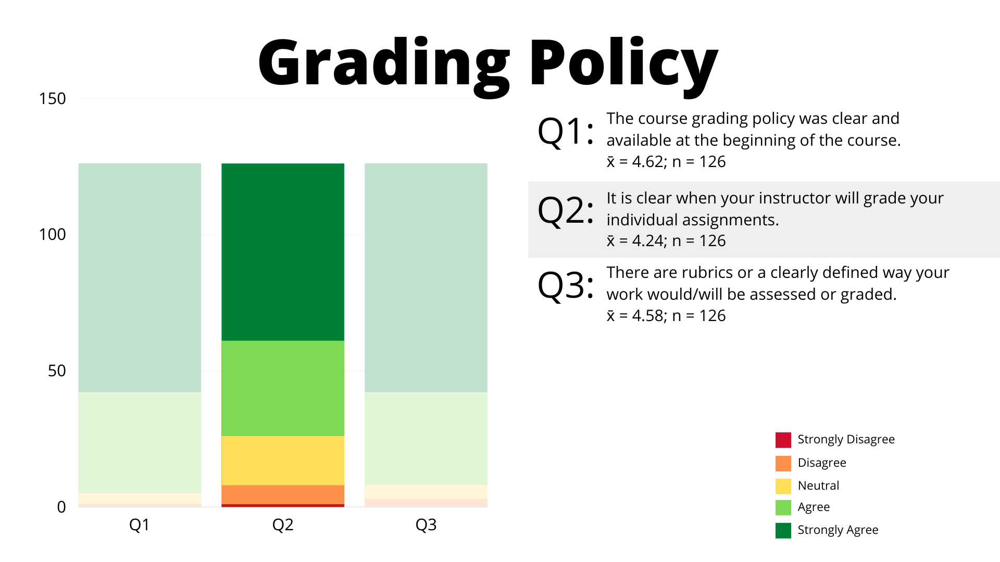 Grading Policy
150
100
50
0
Q1
Q2
Q3
Q1:
The course grading policy was clear and
available at the beginning of the course.
x̄ = 4.62; n = 126
Q2:
It is clear when your instructor will grade your
individual assignments.
x̄ = 4.24; n = 126
Q3:
There are rubrics or a clearly defined way your
work would/will be assessed or graded.
x̄ = 4.58; n = 126
Strongly Disagree
Disagree
Neutral
Agree
Strongly Agree